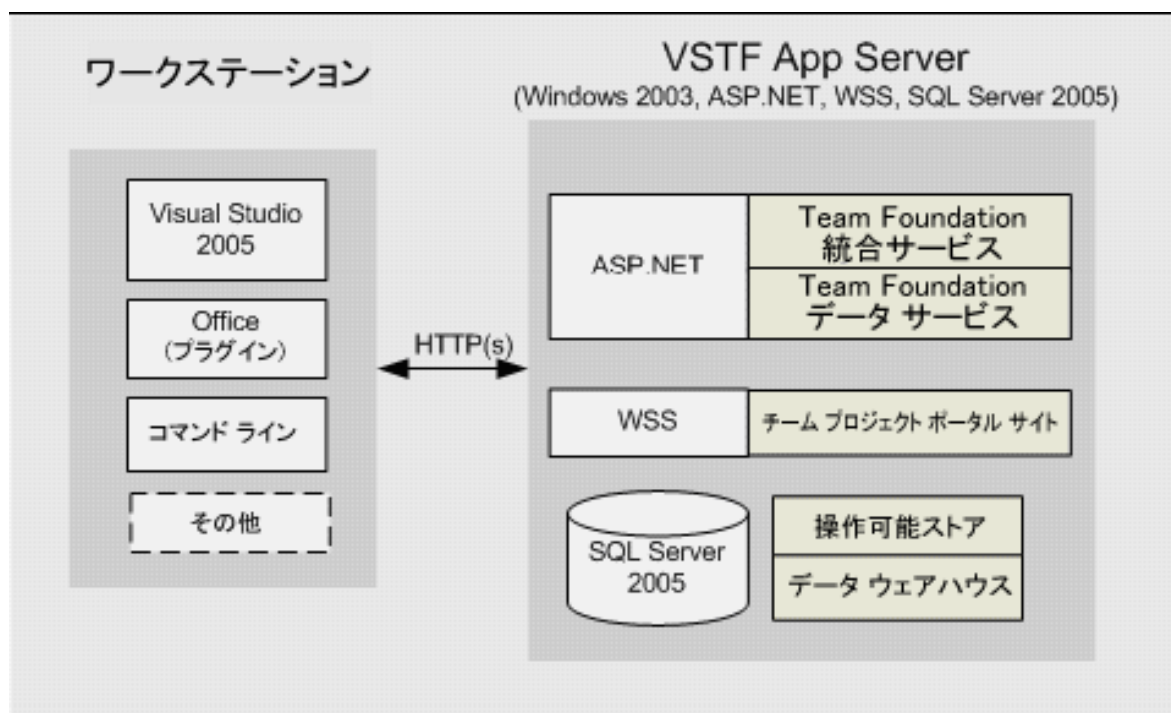 ワークステーション
VSTF App Server
(Windows 2003, ASP.NET, WSS, SQL Server 2005)
Visual Studio
2005
Office
(プラグイン)
コマンド ライン
その他
HTTP(s)
ASP.NET
Team Foundation
統合サービス
Team Foundation
データ サービス
WSS
チーム プロジェクト ポータル サイト
SQL Server
2005
操作可能ストア
データ ウェアハウス